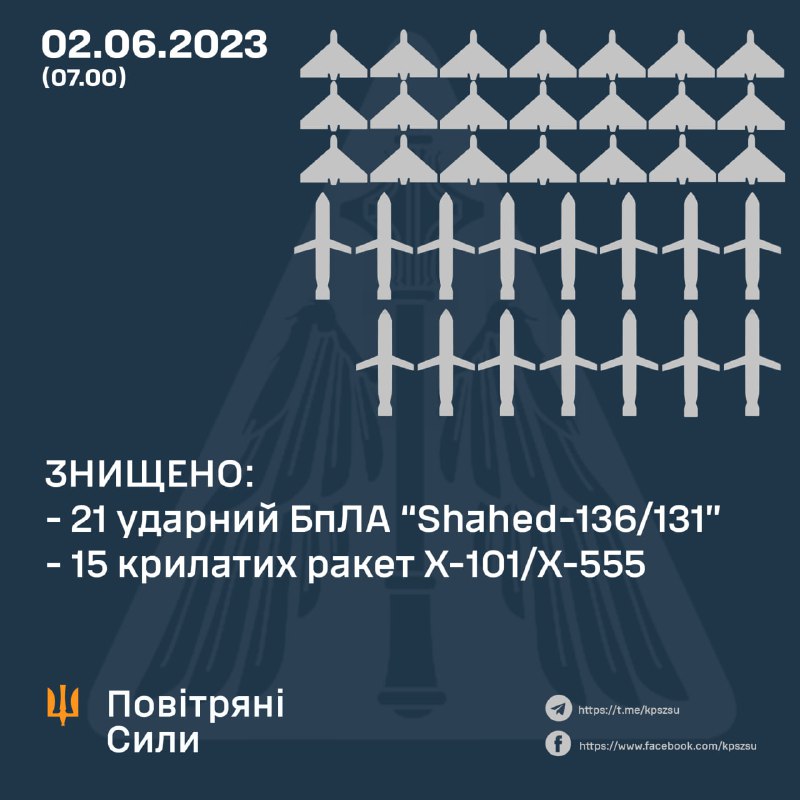 02.06.2023
(07.00)
ЗНИЩЕНО:
- 21 ударний БпЛА “Shahed-136/131”
- 15 крилатих ракет Х-101/Х-555
Повітряні
Сили
https://t.me/kpszsu
https://www.facebook.com/kpszsu